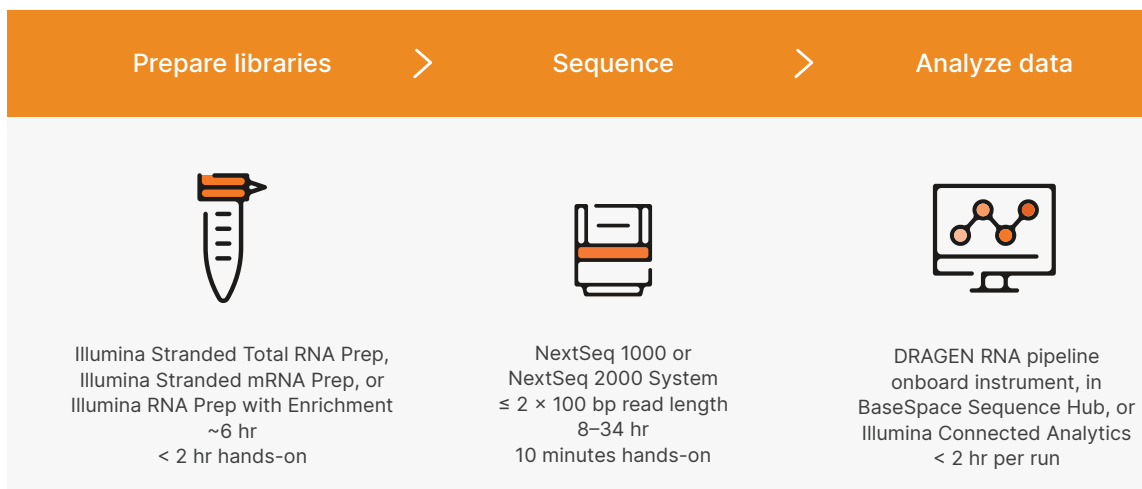 Prepare libraries
Sequence
Analyze data
Illumina Stranded Total RNA Prep,
Illumina Stranded mRNA Prep, or
Illumina RNA Prep with Enrichment
~6 hr
< 2 hr hands-on
NextSeq 1000 or
NextSeq 2000 System
≤ 2 × 100 bp read length
8–34 hr
10 minutes hands-on
DRAGEN RNA pipeline
onboard instrument, in
BaseSpace Sequence Hub, or
Illumina Connected Analytics
< 2 hr per run